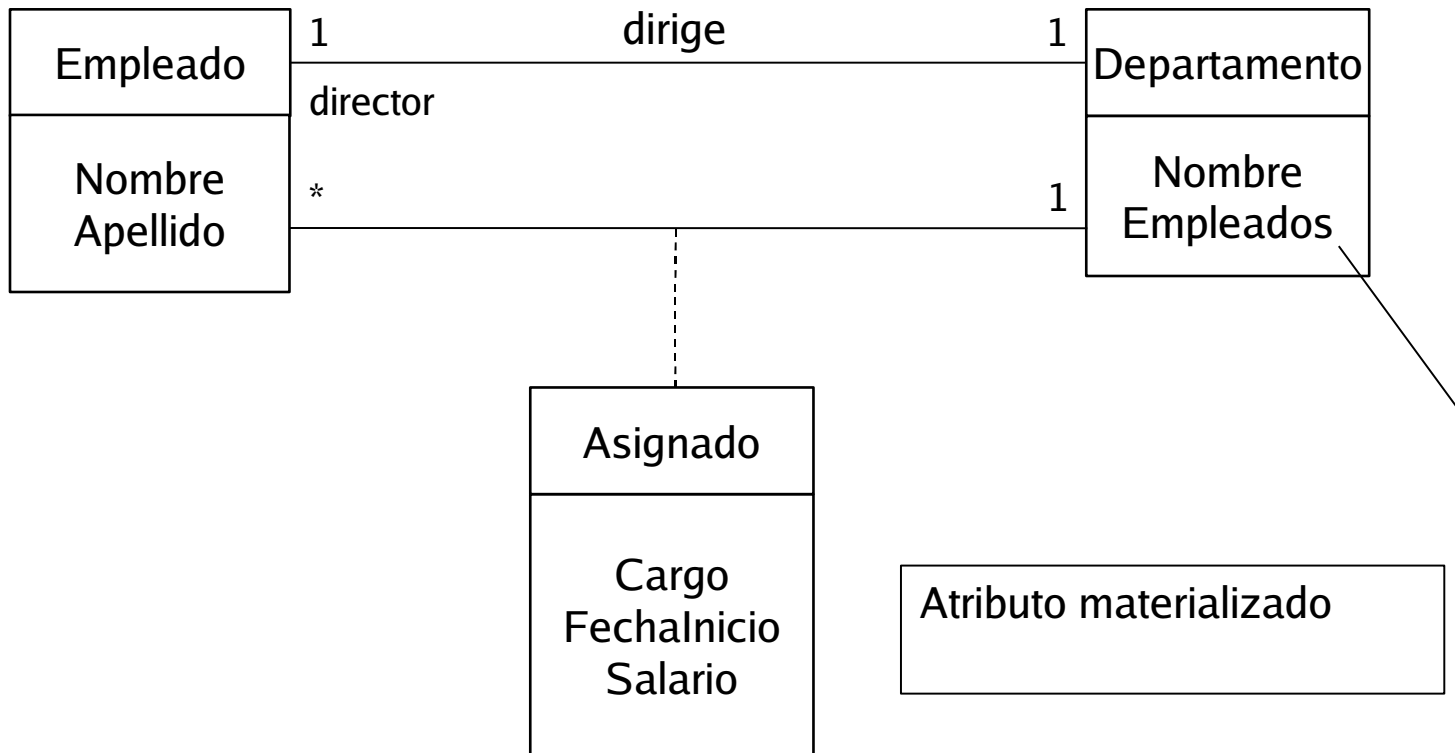 Empleado
1
dirige
1
Departamento
director
Nombre
Apellido
*
1
Nombre
Empleados
Asignado
Cargo
FechaInicio
Salario
Atributo materializado